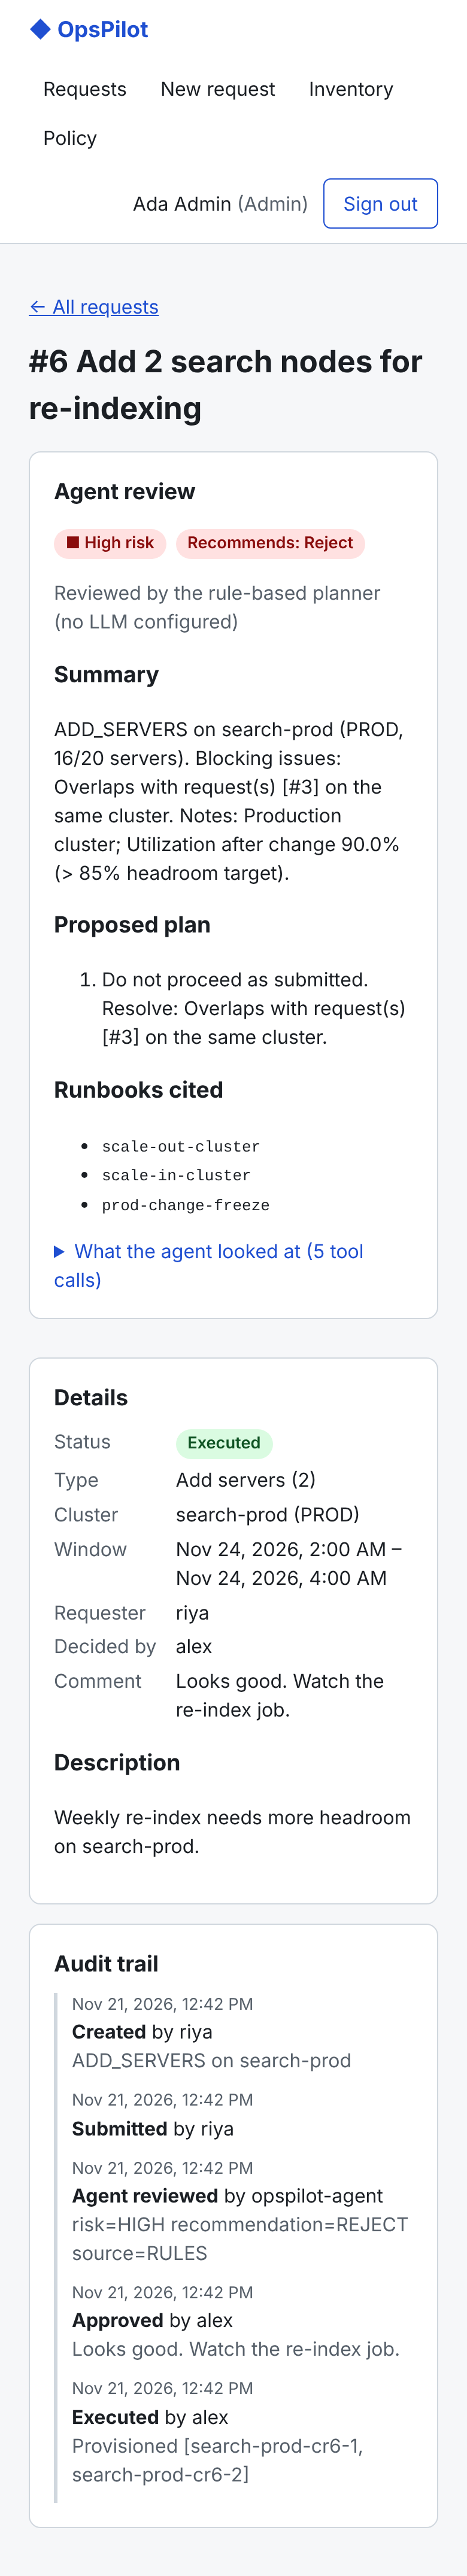 ◆ OpsPilot
Requests New request Inventory
Policy
Ada Admin (Admin) Sign out
← All requests
#6 Add 2 search nodes for
re-indexing
Agent review
■ High risk Recommends: Reject
Reviewed by the rule-based planner
(no LLM configured)
Summary
ADD_SERVERS on search-prod (PROD,
16/20 servers). Blocking issues:
Overlaps with request(s) [#3] on the
same cluster. Notes: Production
cluster; Utilization after change 90.0%
(> 85% headroom target).
Proposed plan
1. Do not proceed as submitted.
Resolve: Overlaps with request(s)
[#3] on the same cluster.
Runbooks cited
• scale-out-cluster
• scale-in-cluster
• prod-change-freeze
▶ What the agent looked at (5 tool
calls)
Details
Status Executed
Type Add servers (2)
Cluster search-prod (PROD)
Window Nov 24, 2026, 2:00 AM –
Nov 24, 2026, 4:00 AM
Requester riya
Decided by alex
Comment Looks good. Watch the
re-index job.
Description
Weekly re-index needs more headroom
on search-prod.
Audit trail
Nov 21, 2026, 12:42 PM
Created by riya
ADD_SERVERS on search-prod
Nov 21, 2026, 12:42 PM
Submitted by riya
Nov 21, 2026, 12:42 PM
Agent reviewed by opspilot-agent
risk=HIGH recommendation=REJECT
source=RULES
Nov 21, 2026, 12:42 PM
Approved by alex
Looks good. Watch the re-index job.
Nov 21, 2026, 12:42 PM
Executed by alex
Provisioned [search-prod-cr6-1,
search-prod-cr6-2]